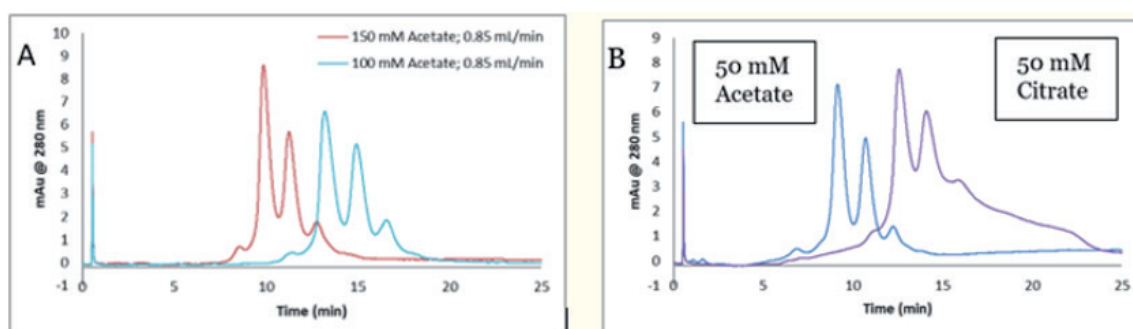 A
150 mM Acetate; 0.85 mL/min
100 mM Acetate; 0.85 mL/min
mAu @ 280 nm
10
9
8
7
6
5
4
3
2
1
0
-1
0 5 10 15 20 25
Time (min)
B
50 mM
Acetate
50 mM
Citrate
mAu @ 280 nm
9
8
7
6
5
4
3
2
1
0
-1
0 5 10 15 20 25
Time (min)